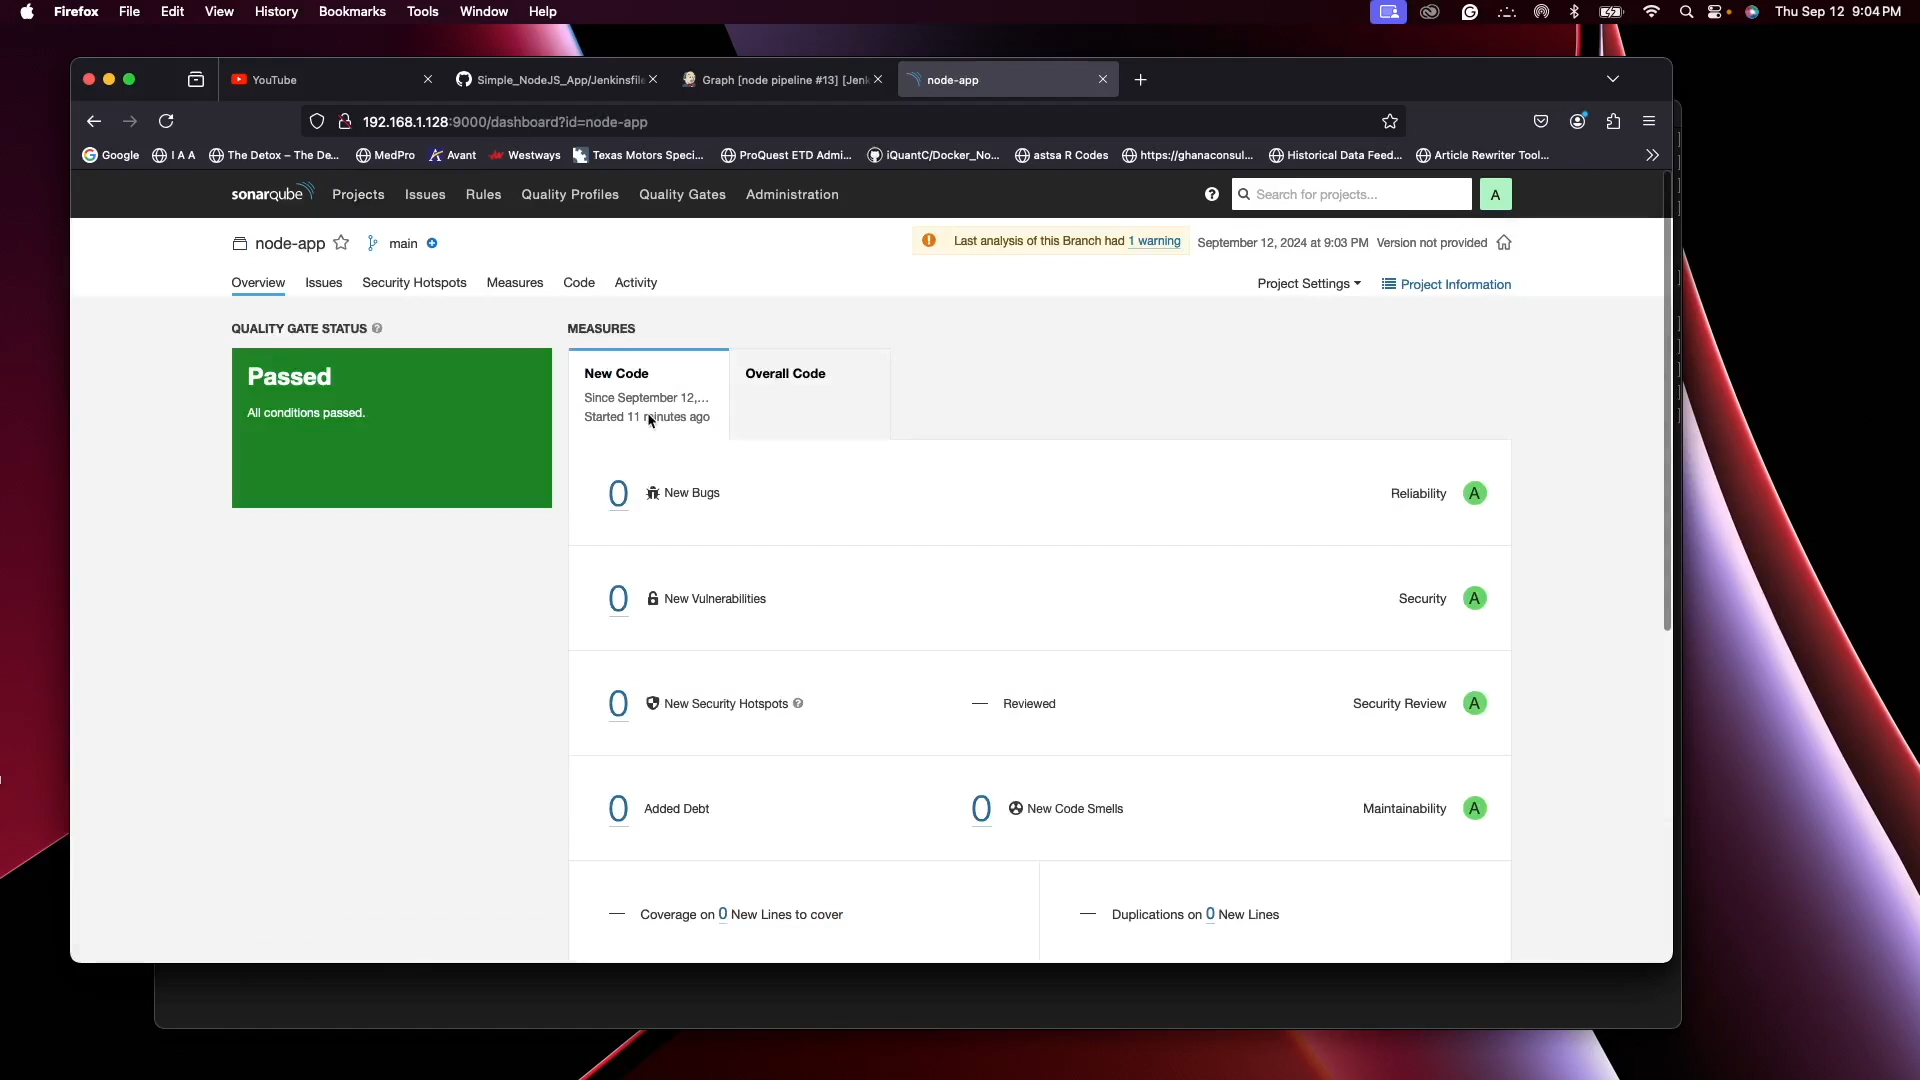 Firefox File Edit View History Bookmarks Tools Window Help Thu Sep 12 9:04 PM
YouTube Simple_NodeJS_App/Jenkinsfile Graph [node pipeline #13] [Jenk node-app
192.168.1.128:9000/dashboard?id=node-app
Google I A A The Detox – The De... MedPro Avant Westways Texas Motors Speci... ProQuest ETD Admi... iQuantC/Docker_No... astsa R Codes https://ghanaconsul... Historical Data Feed... Article Rewriter Tool...
sonarqube Projects Issues Rules Quality Profiles Quality Gates Administration Search for projects... A
node-app main Last analysis of this Branch had 1 warning September 12, 2024 at 9:03 PM Version not provided
Overview Issues Security Hotspots Measures Code Activity Project Settings Project Information
QUALITY GATE STATUS MEASURES
Passed
All conditions passed.
New Code Overall Code
Since September 12,...
Started 11 minutes ago
0 New Bugs Reliability A
0 New Vulnerabilities Security A
0 New Security Hotspots — Reviewed Security Review A
0 Added Debt 0 New Code Smells Maintainability A
— Coverage on 0 New Lines to cover — Duplications on 0 New Lines